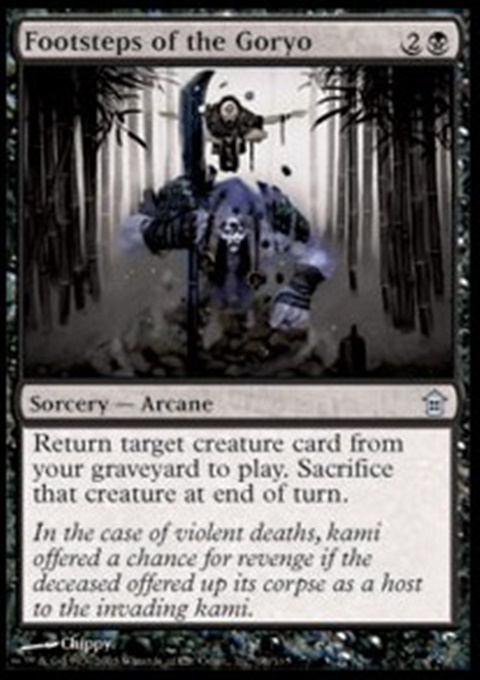 Footsteps of the Goryo 2
Sorcery — Arcane
Return target creature card from
your graveyard to play. Sacrifice
that creature at end of turn.
In the case of violent deaths, kami
offered a chance for revenge if the
deceased offered up its corpse as a host
to the invading kami.
Chippy